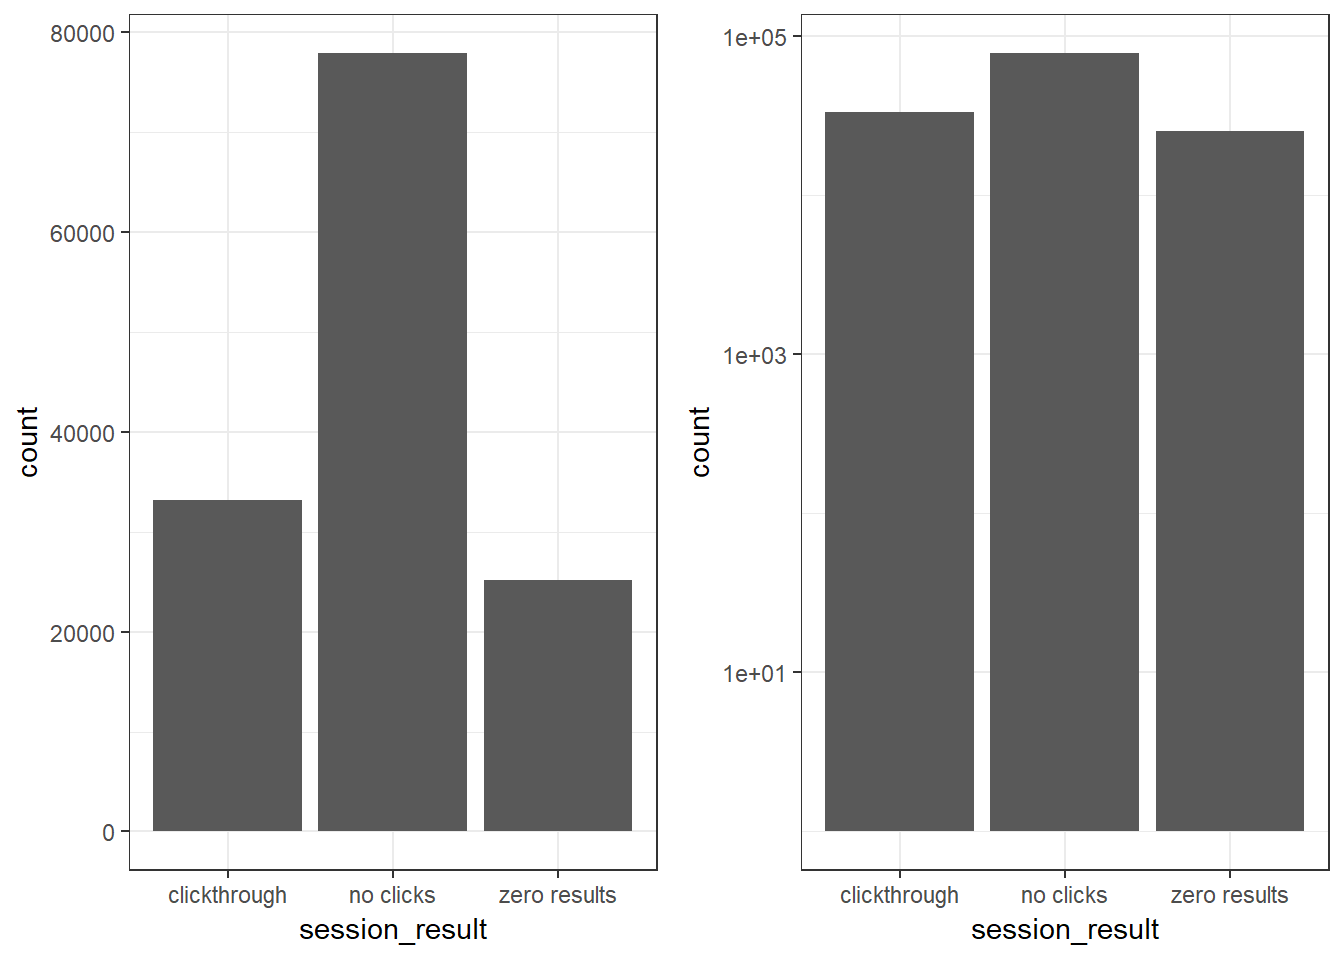 80000
60000
40000
20000
0
count
clickthrough no clicks zero results
session_result
1e+05
1e+03
1e+01
count
clickthrough no clicks zero results
session_result